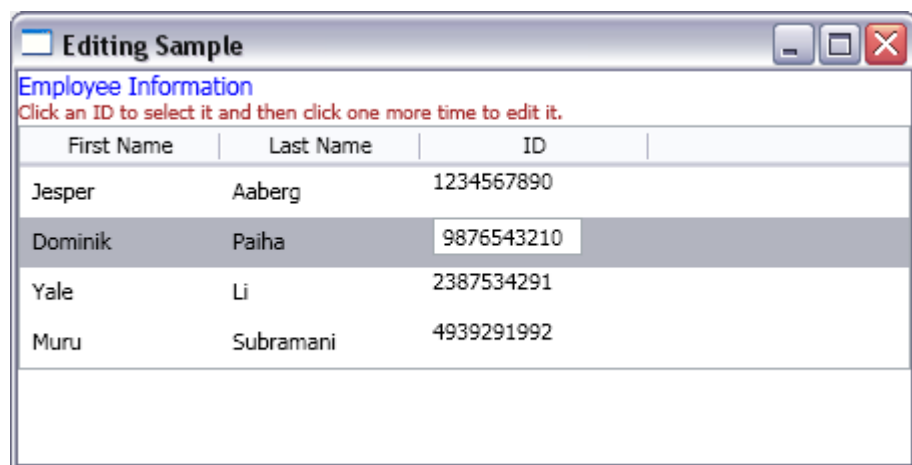 Editing Sample
Employee Information
Click an ID to select it and then click one more time to edit it.
First Name Last Name ID
Jesper Aaberg 1234567890
Dominik Paiha 9876543210
Yale Li 2387534291
Muru Subramani 4939291992